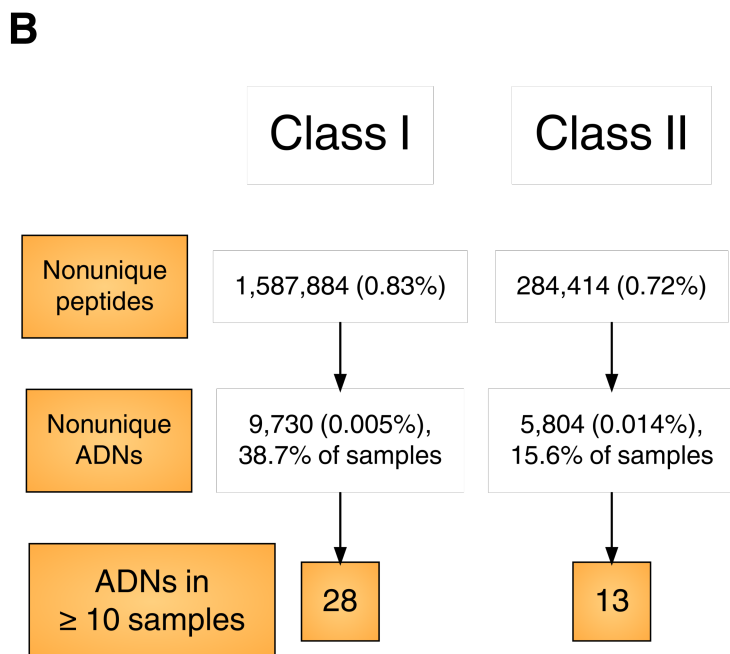 B
Class I
Class II
Nonunique
peptides
1,587,884 (0.83%)
284,414 (0.72%)
Nonunique
ADNs
9,730 (0.005%),
38.7% of samples
5,804 (0.014%),
15.6% of samples
ADNs in
≥ 10 samples
28
13